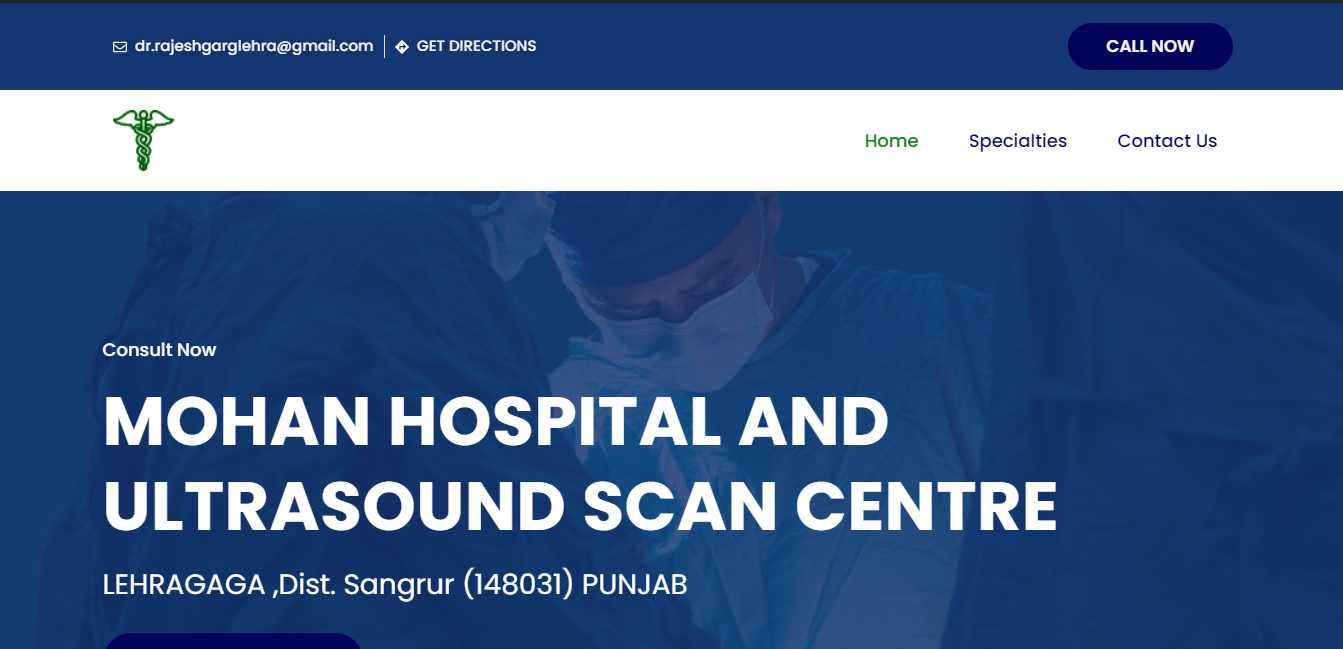 dr.rajeshgarglehra@gmail.com
GET DIRECTIONS
CALL NOW
Home
Specialties
Contact Us
Consult Now
MOHAN HOSPITAL AND
ULTRASOUND SCAN CENTRE
LEHRAGAGA ,Dist. Sangrur (148031) PUNJAB